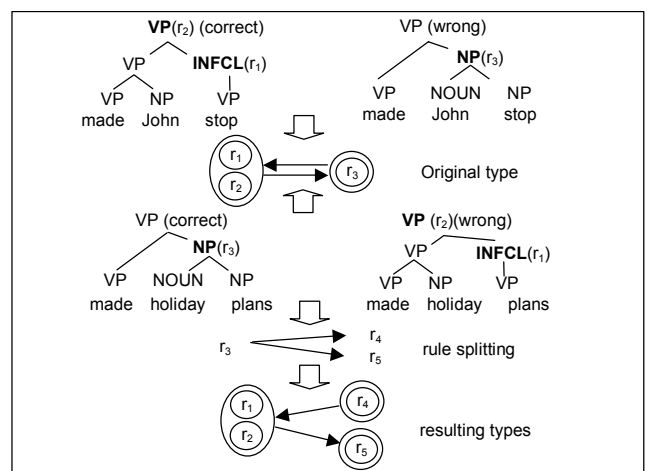 VP(r2) (correct) VP (wrong)
VP INFCL(r1) NP(r3)
VP NP VP VP NOUN NP
made John stop made John stop
r1
r2 r3 Original type
VP (correct) VP (r2)(wrong)
NP(r3) VP INFCL(r1)
VP NOUN NP VP NP VP
made holiday plans made holiday plans
r3 r4 rule splitting
r5
r1 r4
r2 r5 resulting types